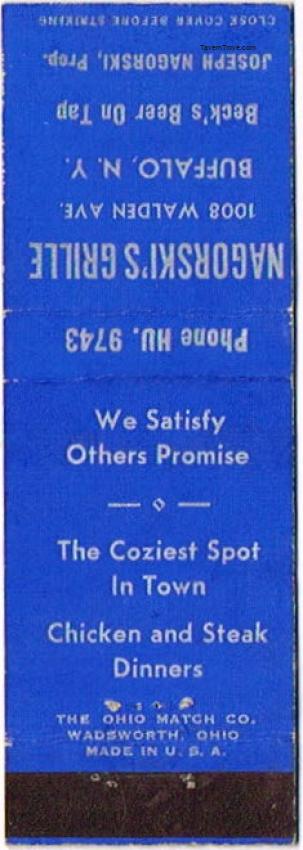 TavernTrove.com
Phone HU. 9743
NAGORSKI'S GRILLE
1008 WALDEN AVE.
BUFFALO, N. Y.
Beck's Beer On Tap
JOSEPH NAGORSKI, Prop.
CLOSE COVER BEFORE STRIKING
We Satisfy
Others Promise
The Coziest Spot
In Town
Chicken and Steak
Dinners
THE OHIO MATCH CO.
WADSWORTH, OHIO
MADE IN U. S. A.